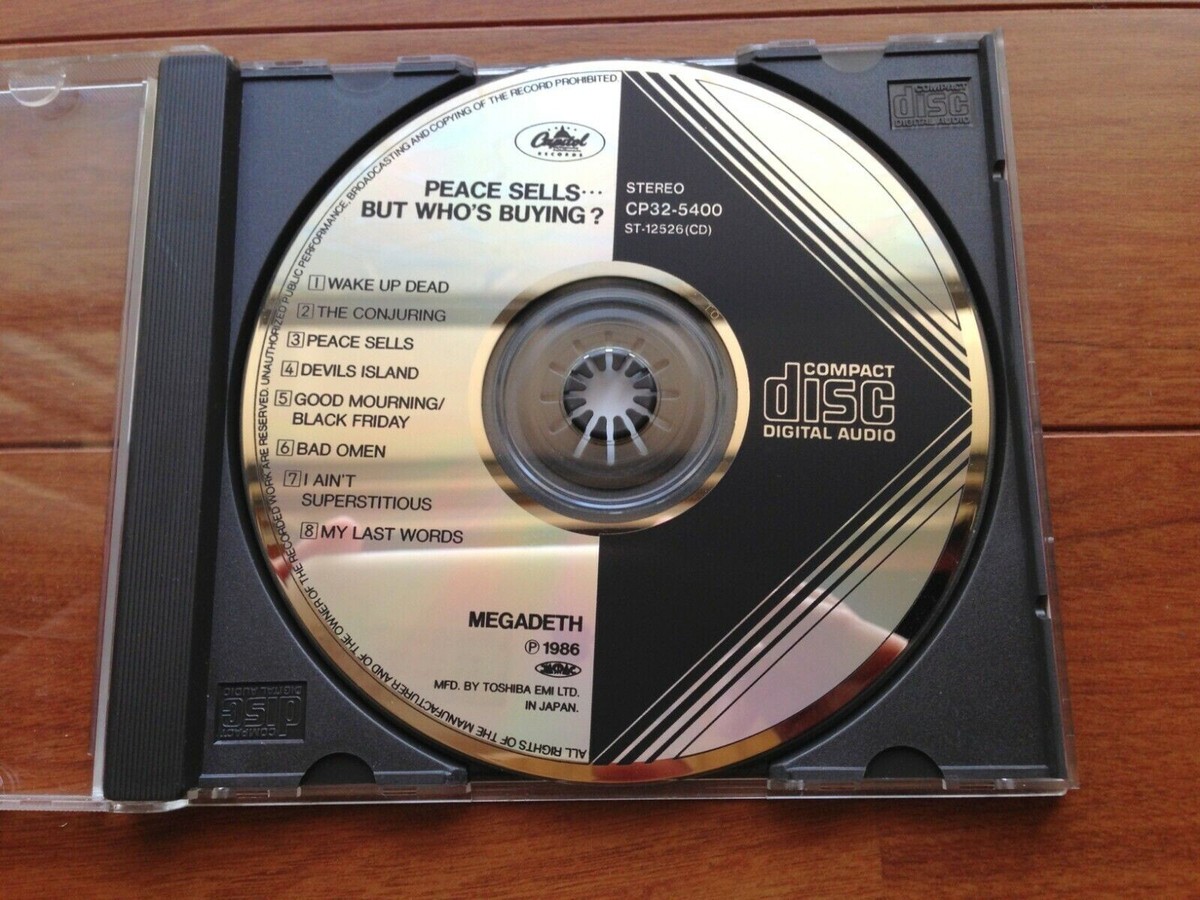 Capitol
RECORDS
PEACE SELLS…
BUT WHO'S BUYING?
STEREO
CP32-5400
ST-12526(CD)
1 WAKE UP DEAD
2 THE CONJURING
3 PEACE SELLS
4 DEVILS ISLAND
5 GOOD MOURNING/
BLACK FRIDAY
6 BAD OMEN
7 I AIN'T
SUPERSTITIOUS
8 MY LAST WORDS
COMPACT
disc
DIGITAL AUDIO
MEGADETH
Ⓟ 1986
MFD. BY TOSHIBA EMI LTD.
IN JAPAN.
ALL RIGHTS OF THE MANUFACTURER AND OF THE OWNER OF THE RECORDED WORK ARE RESERVED. UNAUTHORIZED PUBLIC PERFORMANCE, BROADCASTING AND COPYING OF THE RECORD PROHIBITED
COMPACT
disc
DIGITAL AUDIO
COMPACT
disc
DIGITAL AUDIO